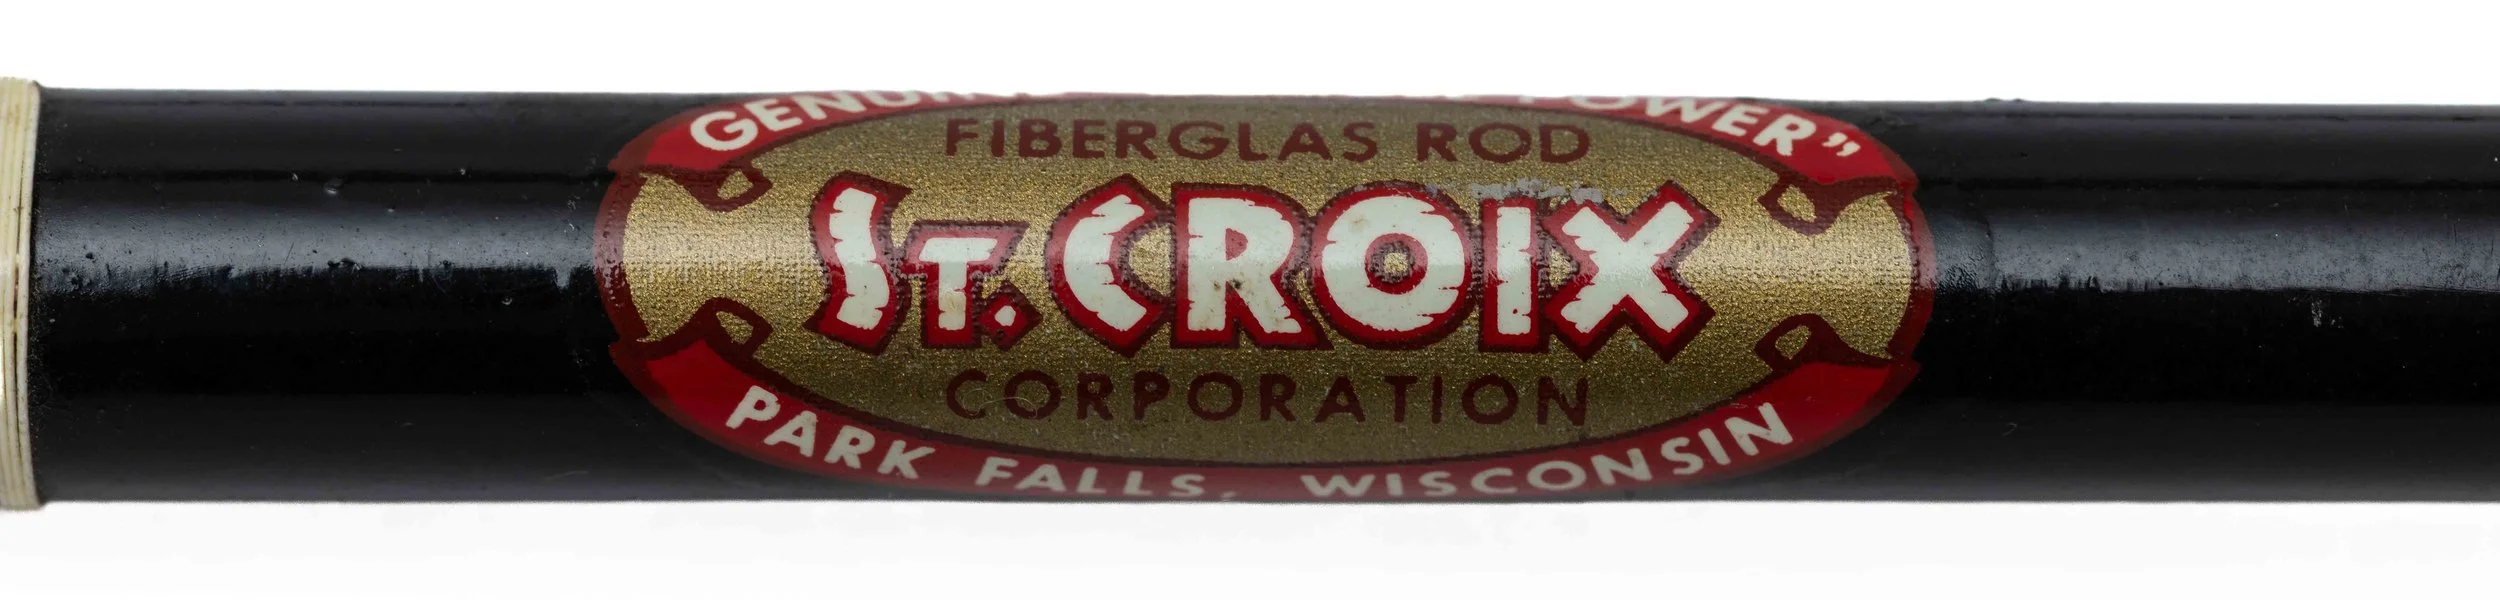 POWER”
FIBERGLAS ROD
ST. CROIX
CORPORATION
PARK FALLS, WISCONSIN